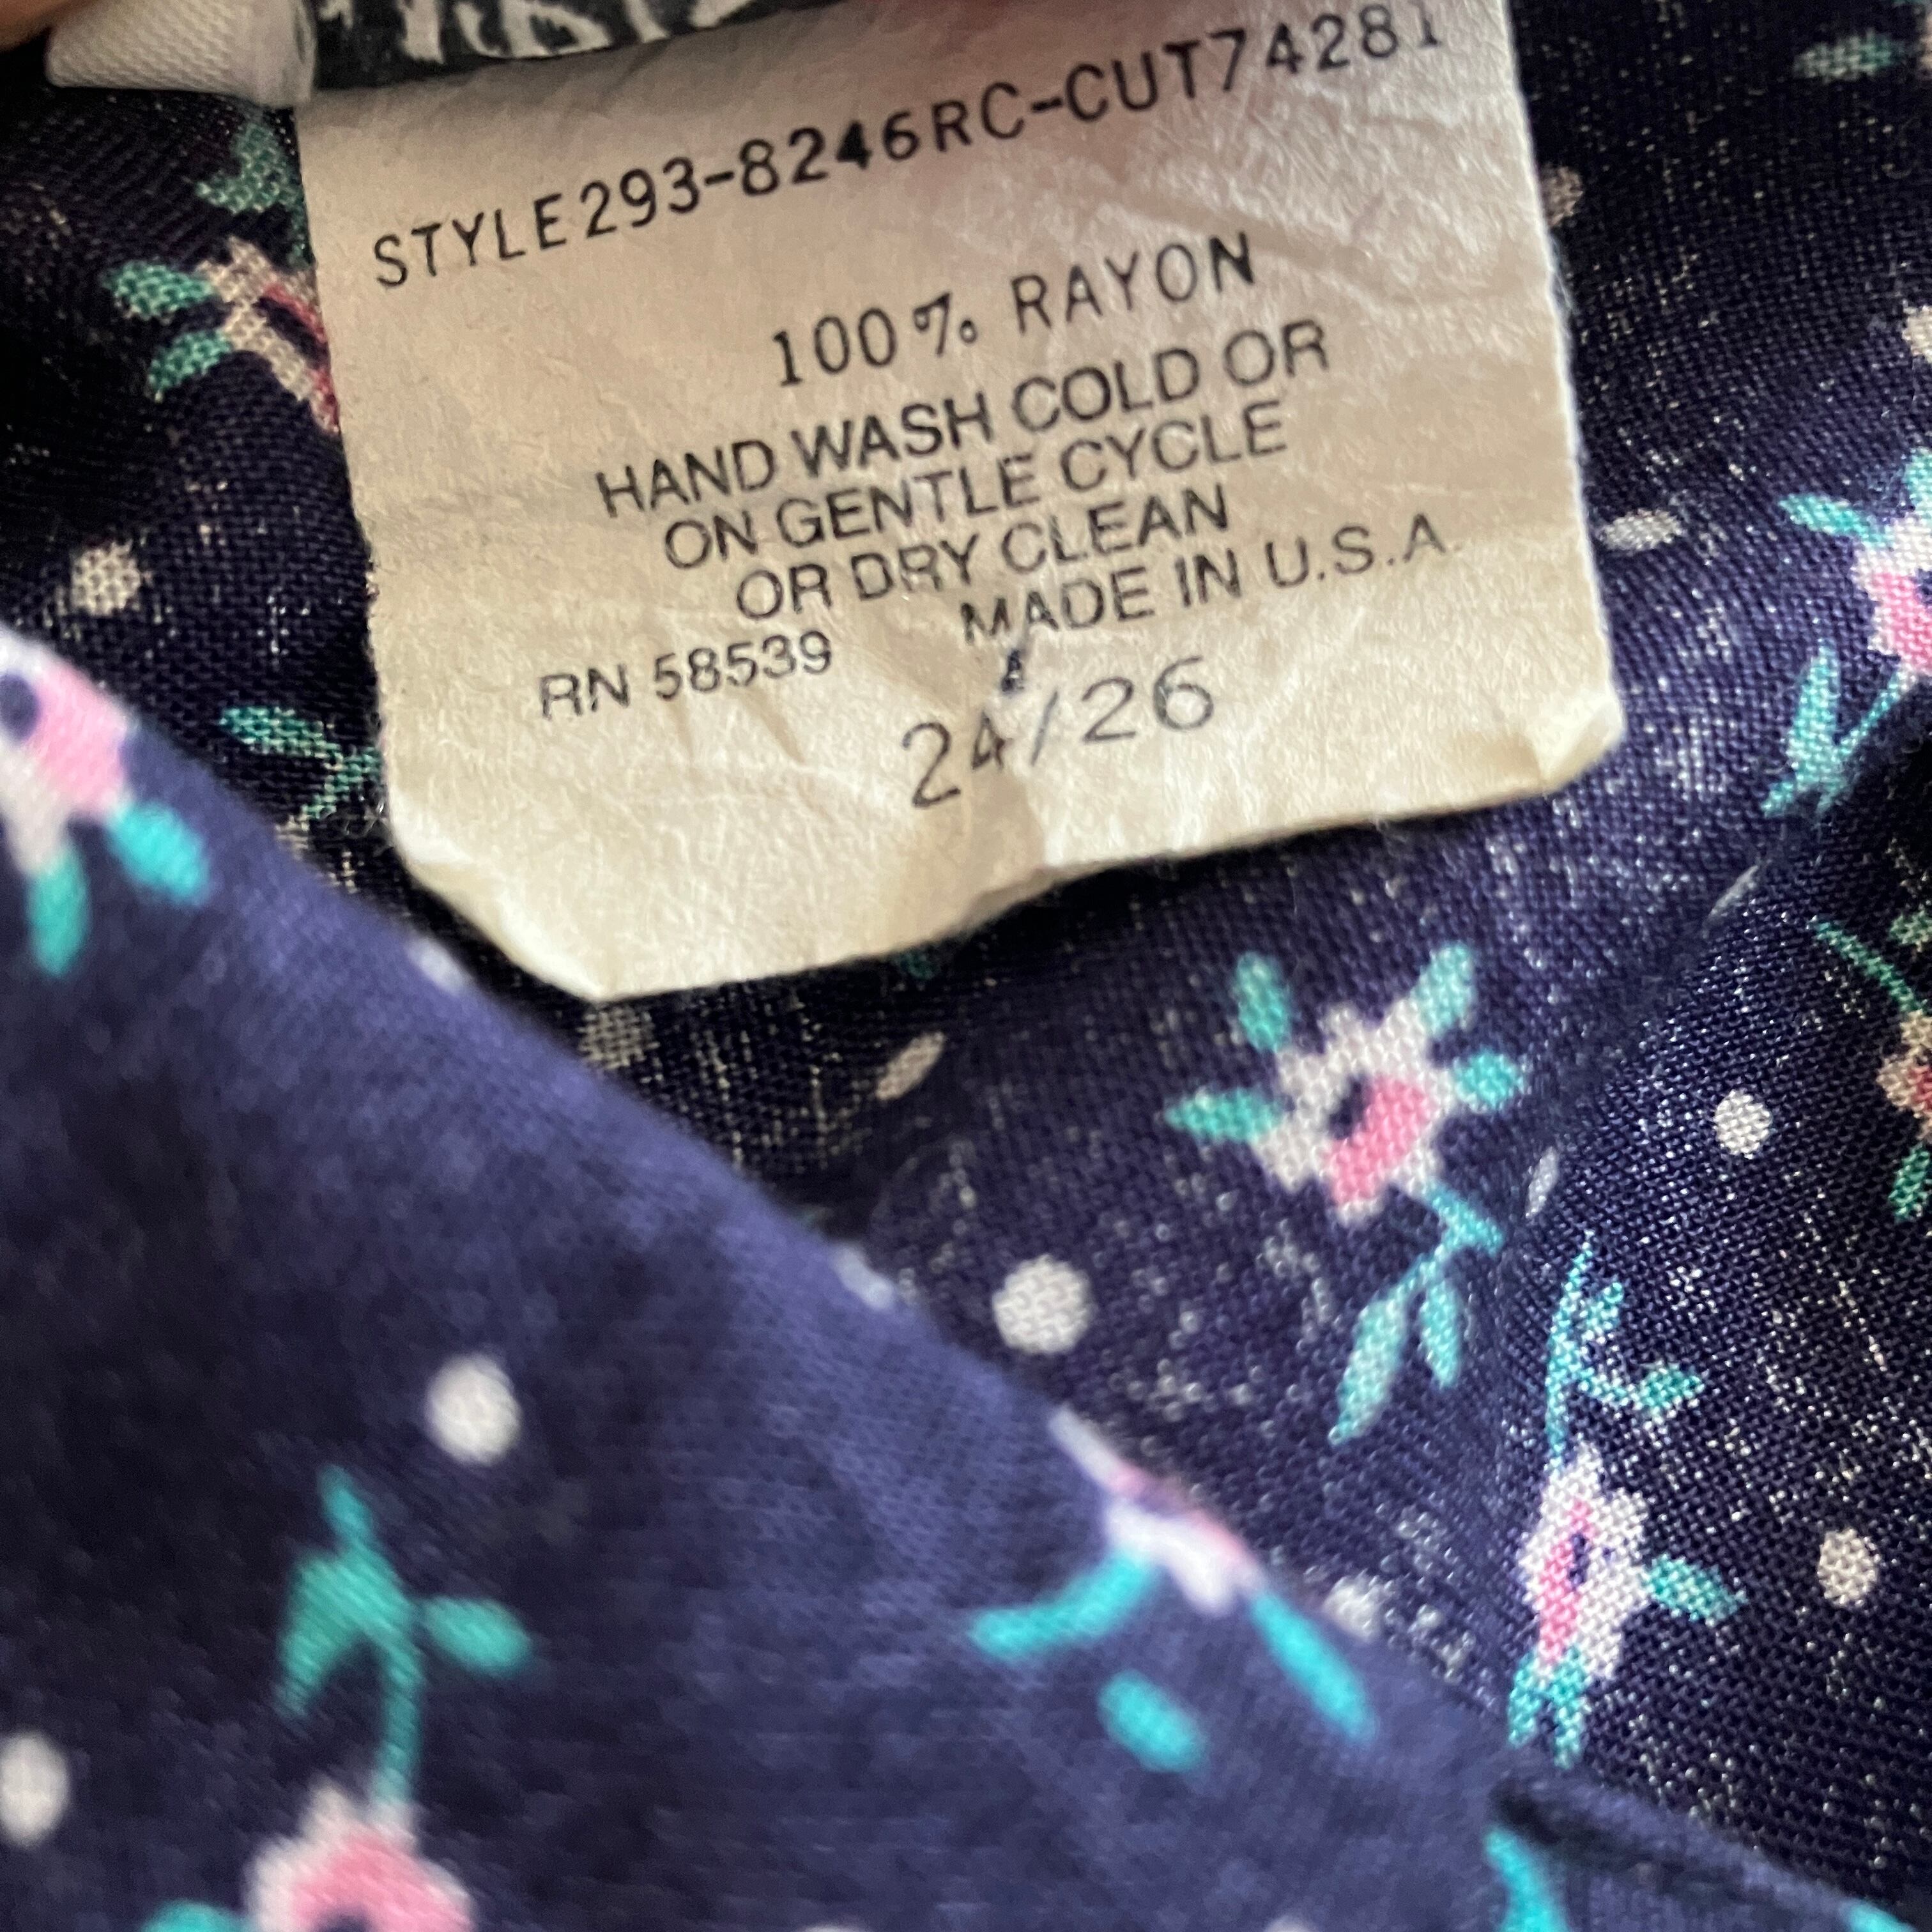 STYLE293-8246RC-CUT74281
100% RAYON
HAND WASH COLD OR
ON GENTLE CYCLE
OR DRY CLEAN
RN 58539 MADE IN U.S.A.
24/26